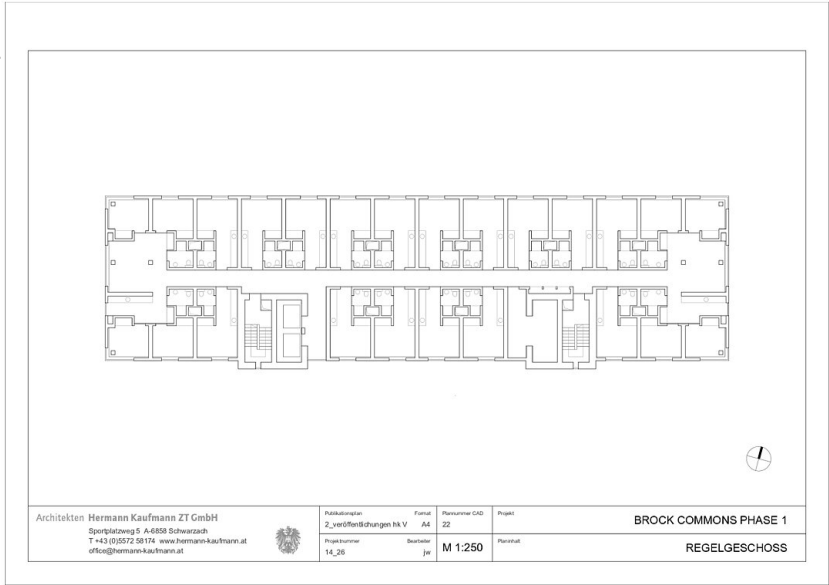 Architekten Hermann Kaufmann ZT GmbH
Sportplatzweg 5 A-6858 Schwarzach
T +43 (0)5572 58174 www.hermann-kaufmann.at
office@hermann-kaufmann.at
Publikationsplan Format
2_veröffentlichungen hk V A4
Projektnummer Bearbeiter
14_26 jw
Plannummer CAD
22
M 1:250
Projekt
BROCK COMMONS PHASE 1
Planinhalt
REGELGESCHOSS